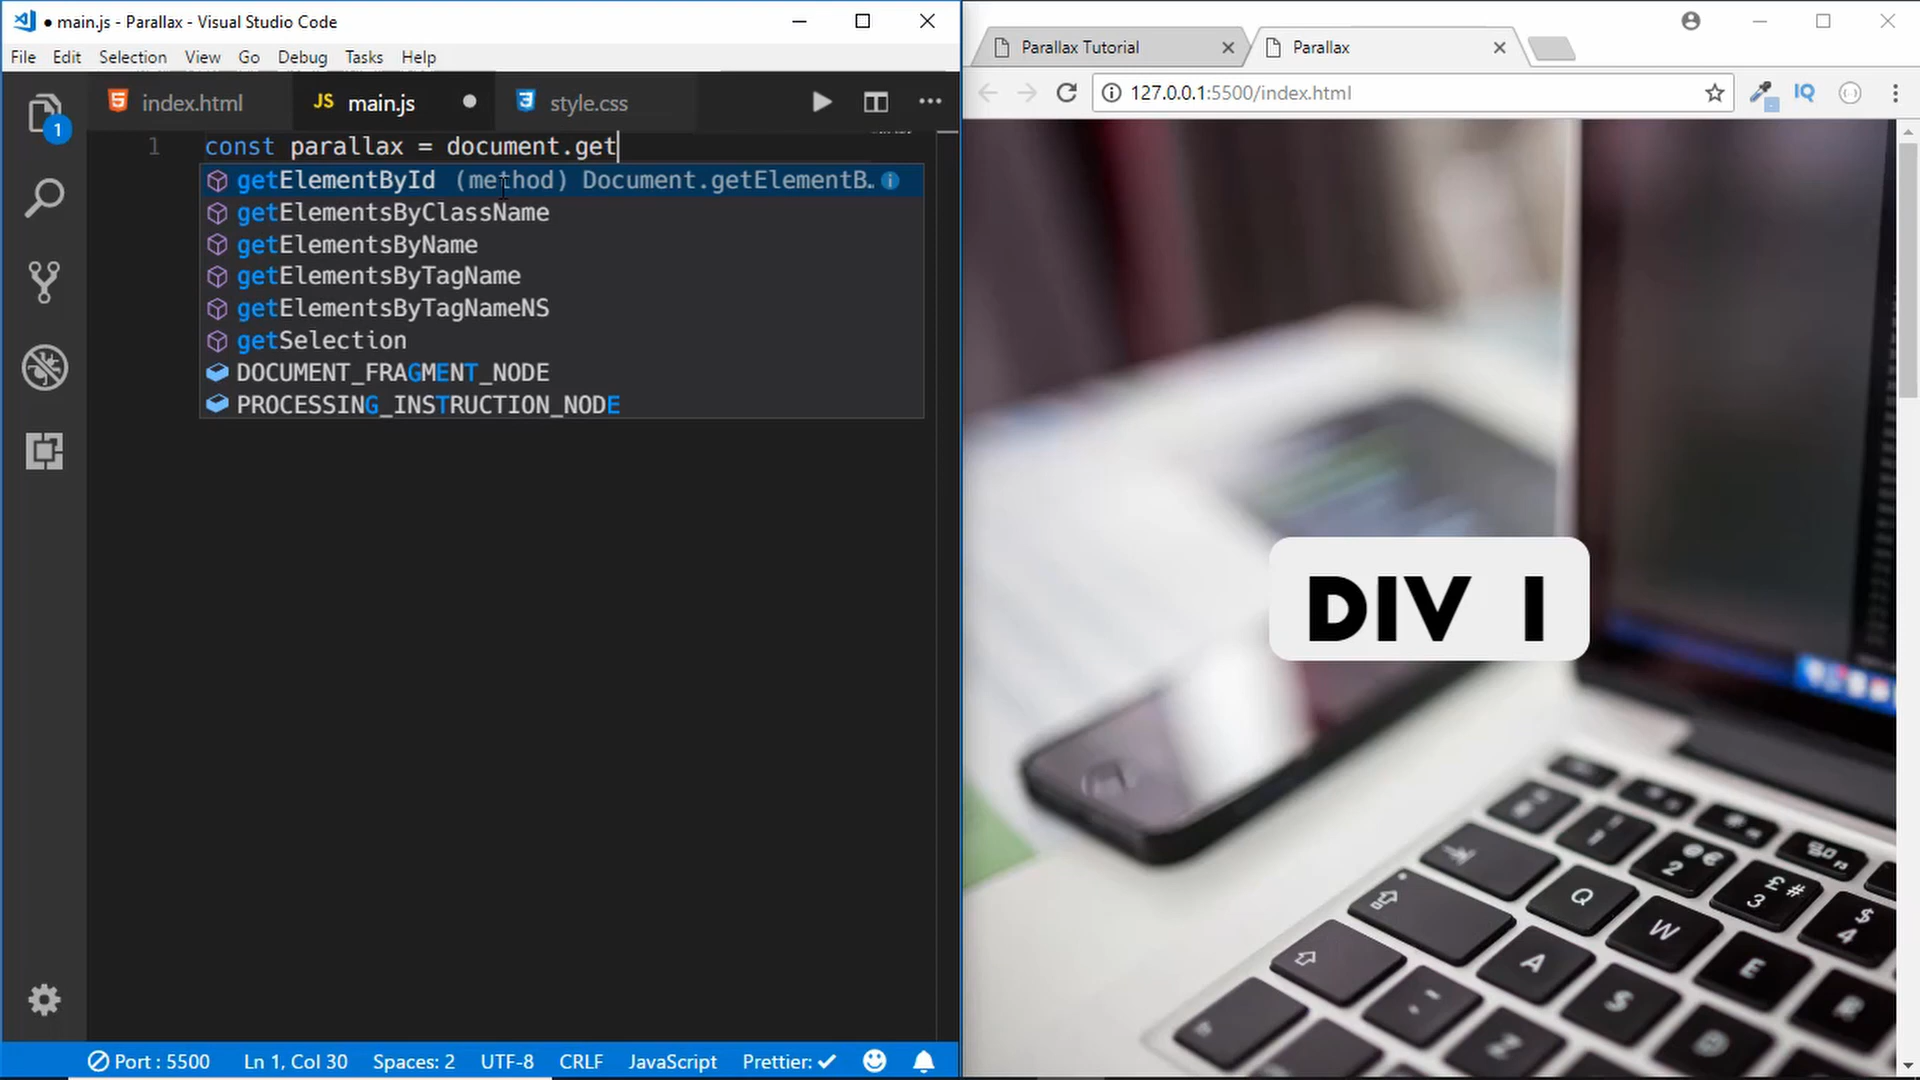 main.js - Parallax - Visual Studio Code
File Edit Selection View Go Debug Tasks Help
1
index.html
JS main.js
style.css
1 const parallax = document.get
getElementById (method) Document.getElementB…
getElementsByClassName
getElementsByName
getElementsByTagName
getElementsByTagNameNS
getSelection
DOCUMENT_FRAGMENT_NODE
PROCESSING_INSTRUCTION_NODE
Port : 5500 Ln 1, Col 30 Spaces: 2 UTF-8 CRLF JavaScript Prettier: ✓
Parallax Tutorial
Parallax
127.0.0.1:5500/index.html
IQ
DIV 1
2 € £ 3 # $ 4
Q W E R
A S D
Z